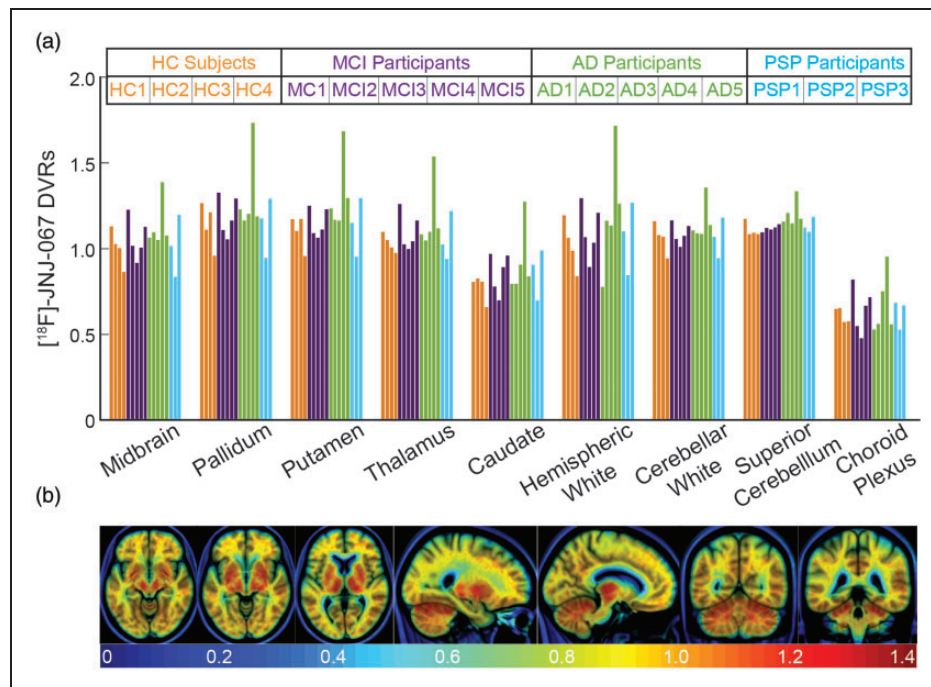 (a)
HC Subjects MCI Participants AD Participants PSP Participants
HC1 HC2 HC3 HC4 MC1 MCI2 MCI3 MCI4 MCI5 AD1 AD2 AD3 AD4 AD5 PSP1 PSP2 PSP3
[18F]-JNJ-067 DVRs
2.0
1.5
1.0
0.5
0
Midbrain
Pallidum
Putamen
Thalamus
Caudate
Hemispheric
White
Cerebellar
White
Superior
Cerebelllum
Choroid
Plexus
(b)
0 0.2 0.4 0.6 0.8 1.0 1.2 1.4